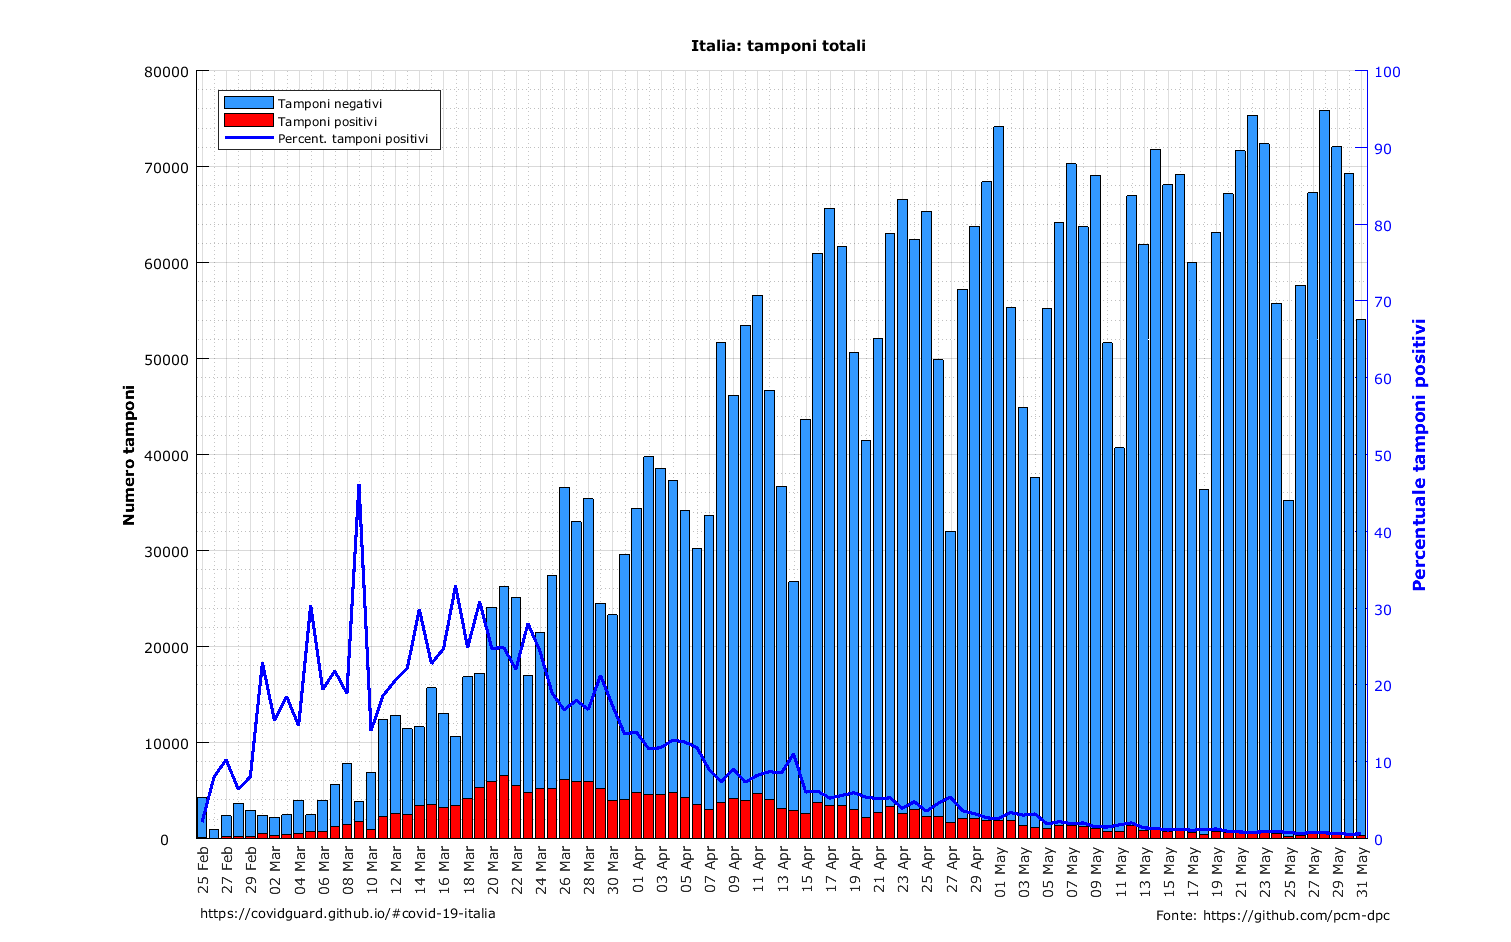 Italia: tamponi totali
Tamponi negativi
Tamponi positivi
Percent. tamponi positivi
Numero tamponi
80000
70000
60000
50000
40000
30000
20000
10000
0
100
90
80
70
60
50
40
30
20
10
0
Percentuale tamponi positivi
25 Feb
27 Feb
29 Feb
02 Mar
04 Mar
06 Mar
08 Mar
10 Mar
12 Mar
14 Mar
16 Mar
18 Mar
20 Mar
22 Mar
24 Mar
26 Mar
28 Mar
30 Mar
01 Apr
03 Apr
05 Apr
07 Apr
09 Apr
11 Apr
13 Apr
15 Apr
17 Apr
19 Apr
21 Apr
23 Apr
25 Apr
27 Apr
29 Apr
01 May
03 May
05 May
07 May
09 May
11 May
13 May
15 May
17 May
19 May
21 May
23 May
25 May
27 May
29 May
31 May
https://covidguard.github.io/#covid-19-italia
Fonte: https://github.com/pcm-dpc